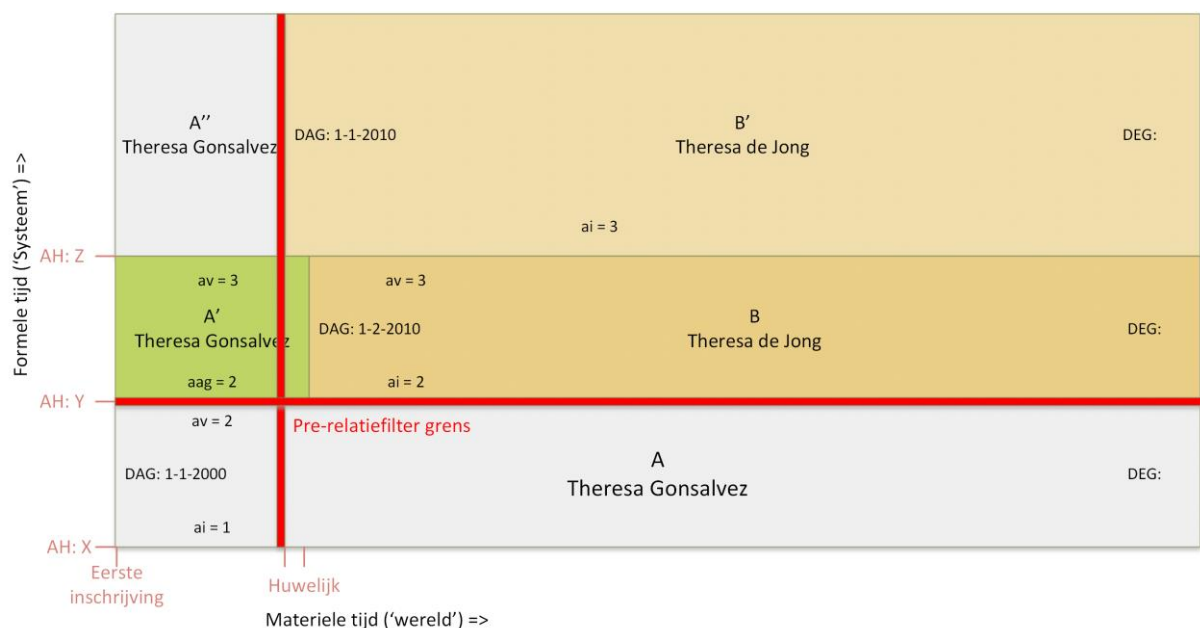 Formele tijd (‘Systeem’) =>
A’’
Theresa Gonsalvez
DAG: 1-1-2010
B’
Theresa de Jong
DEG:
ai = 3
AH: Z
av = 3
av = 3
A’
Theresa Gonsalvez
DAG: 1-2-2010
B
Theresa de Jong
DEG:
aag = 2
ai = 2
AH: Y
av = 2
Pre-relatiefilter grens
DAG: 1-1-2000
A
Theresa Gonsalvez
DEG:
ai = 1
AH: X
Eerste
inschrijving
Huwelijk
Materiele tijd (‘wereld’) =>